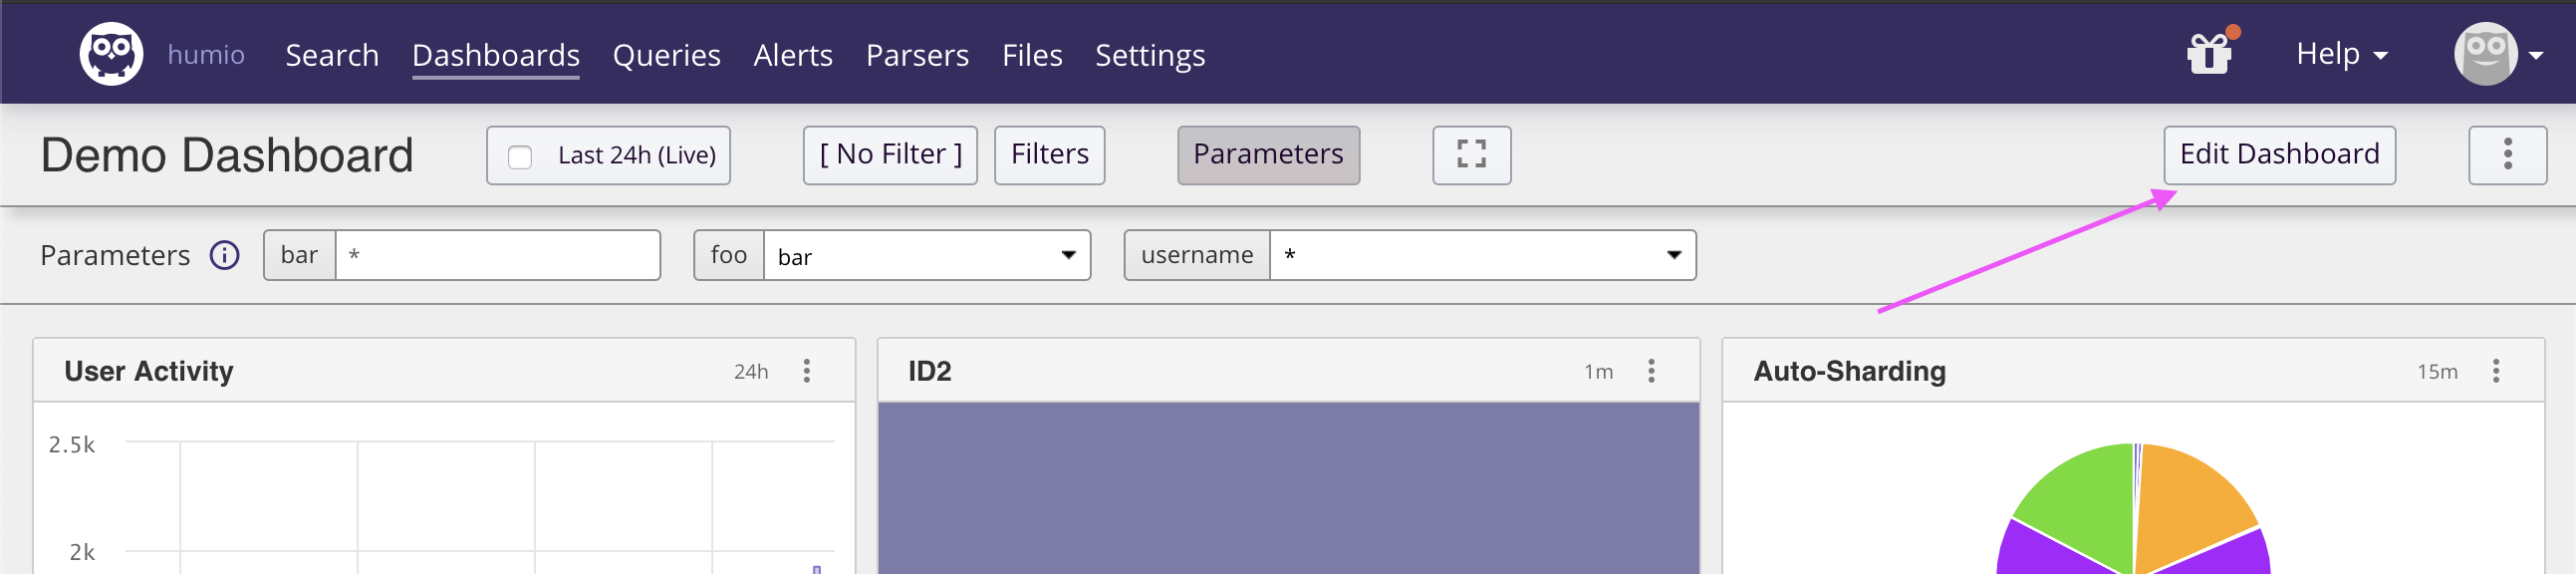 humio Search Dashboards Queries Alerts Parsers Files Settings Help
Demo Dashboard Last 24h (Live) [ No Filter ] Filters Parameters Edit Dashboard
Parameters bar * foo bar username *
User Activity 24h ID2 1m Auto-Sharding 15m
2.5k
2k